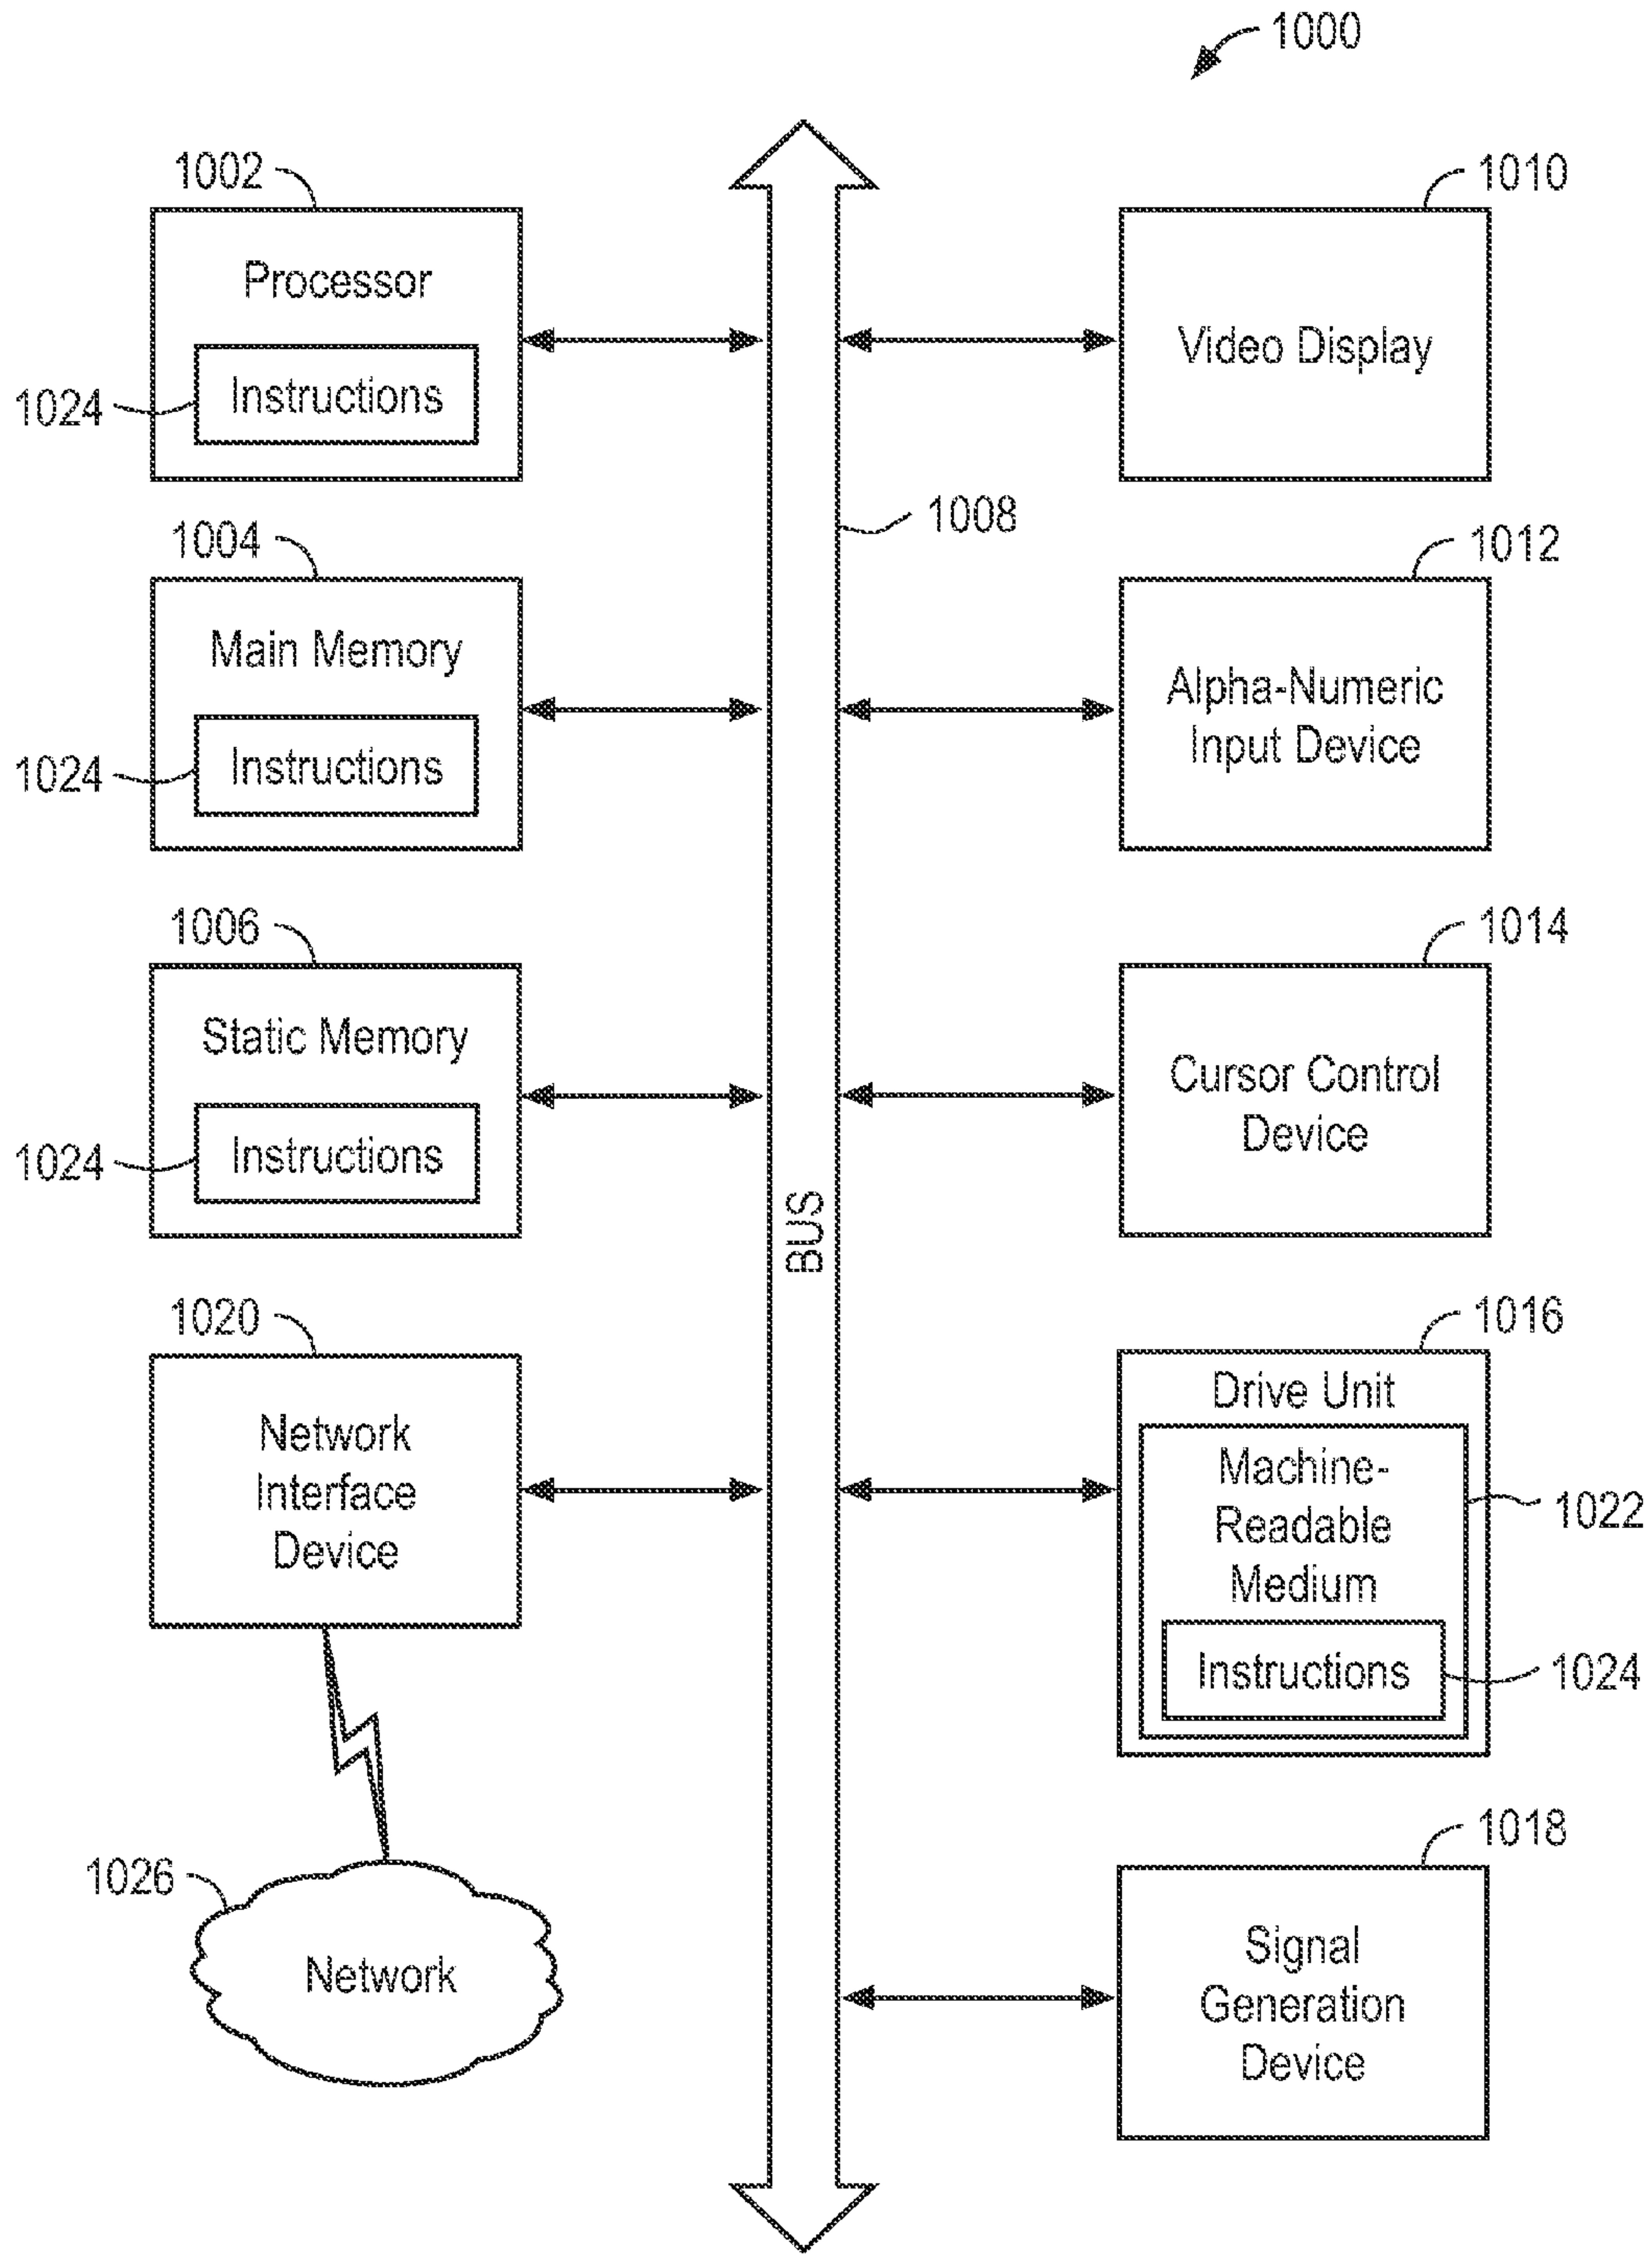 1000
1002
Processor
Instructions
1024
1004
Main Memory
Instructions
1024
1006
Static Memory
Instructions
1024
1020
Network
Interface
Device
1026
Network
BUS
1008
1010
Video Display
1012
Alpha-Numeric
Input Device
1014
Cursor Control
Device
1016
Drive Unit
Machine-
Readable
Medium
1022
Instructions
1024
1018
Signal
Generation
Device